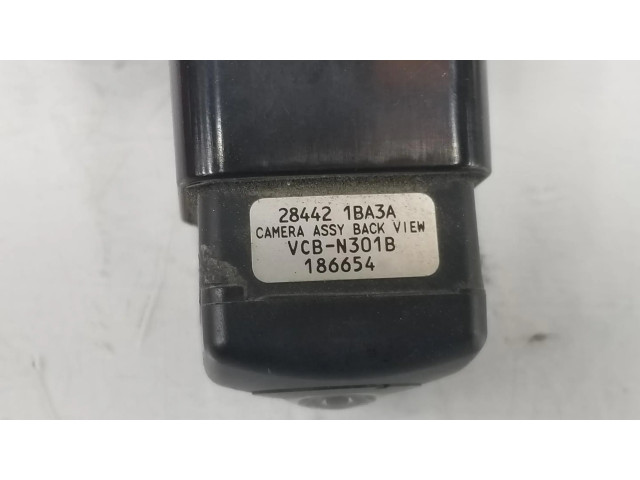 28442 1BA3A
CAMERA ASSY BACK VIEW
VCB-N301B
186654